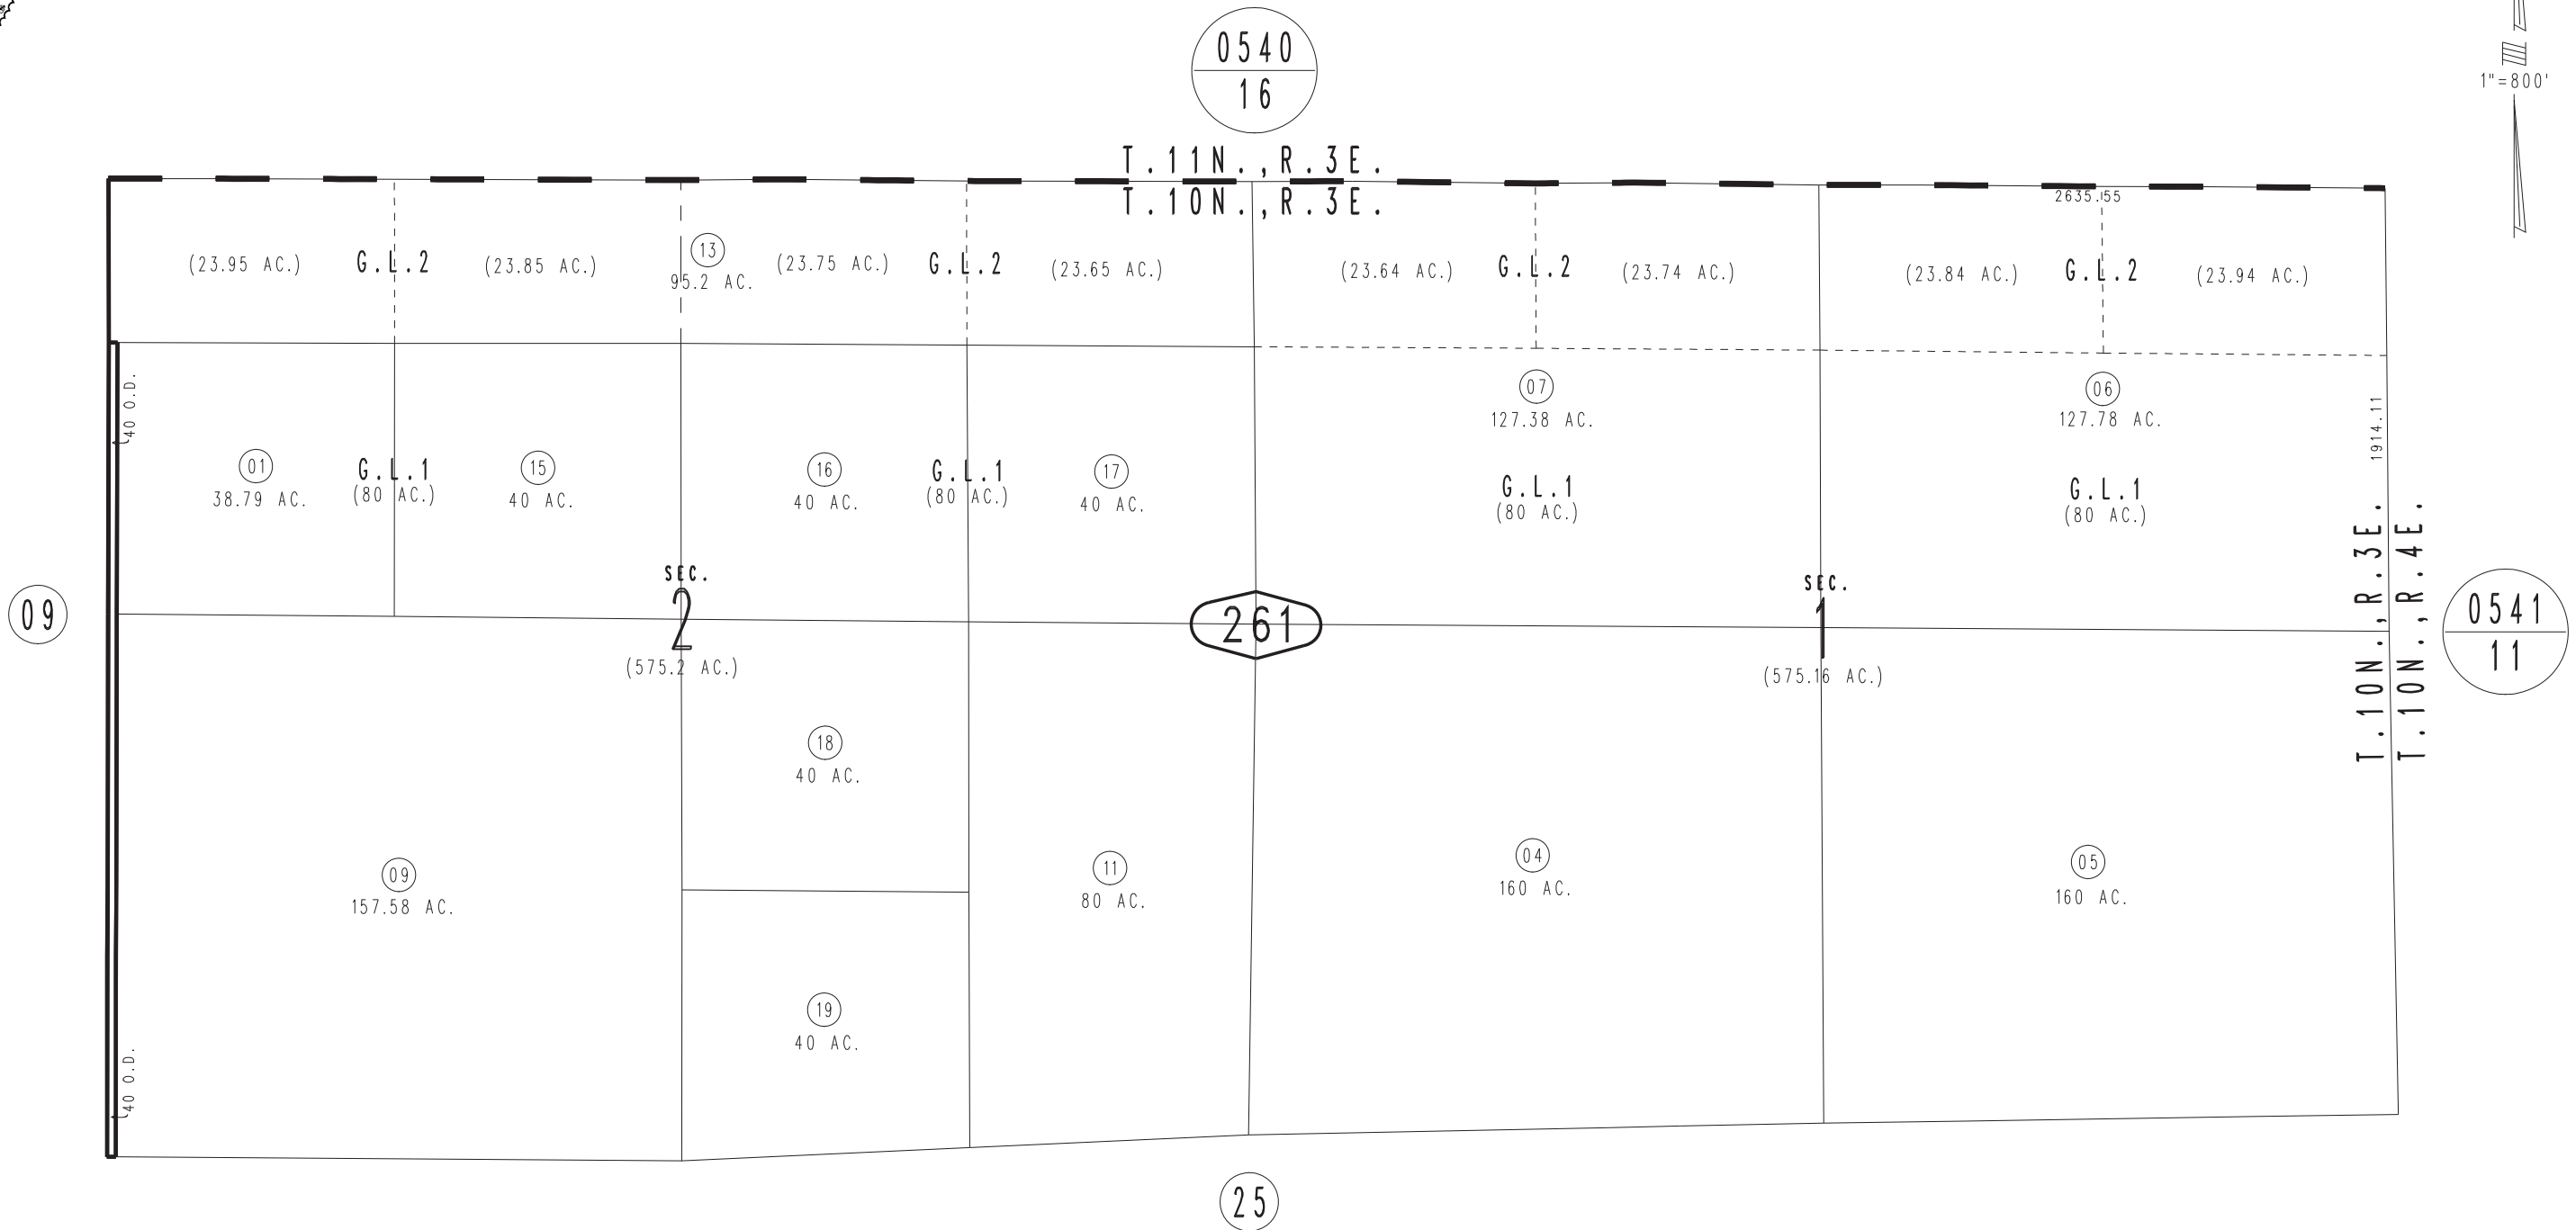 0540
16
1"=800'
T.11N.,R.3E.
T.10N.,R.3E.
2635.55
(23.95 AC.)
G.L.2
(23.85 AC.)
13
95.2 AC.
(23.75 AC.)
G.L.2
(23.65 AC.)
(23.64 AC.)
G.L.2
(23.74 AC.)
(23.84 AC.)
G.L.2
(23.94 AC.)
40 O.D.
01
38.79 AC.
G.L.1
(80 AC.)
15
40 AC.
16
40 AC.
G.L.1
(80 AC.)
17
40 AC.
07
127.38 AC.
G.L.1
(80 AC.)
06
127.78 AC.
G.L.1
(80 AC.)
1914.11
09
SEC.
2
(575.2 AC.)
261
SEC.
1
(575.16 AC.)
T.10N.,R.3E.
T.10N.,R.4E.
0541
11
18
40 AC.
09
157.58 AC.
11
80 AC.
04
160 AC.
05
160 AC.
19
40 AC.
40 O.D.
25